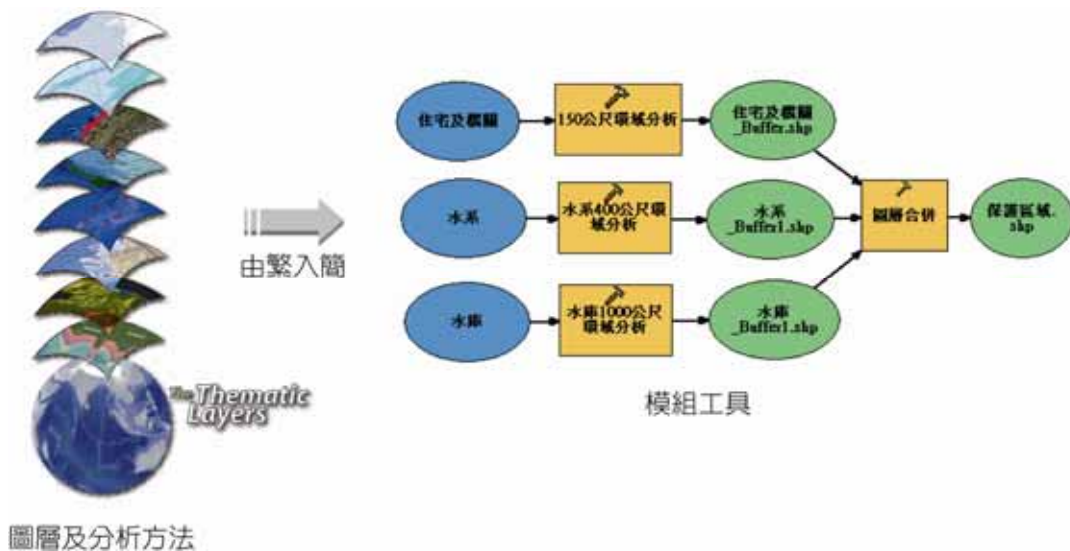 住宅及機關
150公尺環域分析
住宅及機關
_Buffer.shp
水系
水系400公尺環
域分析
水系
_Buffer1.shp
圖層合併
保護區域.
shp
水庫
水庫1000公尺
環域分析
水庫
_Buffer1.shp
由繁入簡
The Thematic
Layers
模組工具
圖層及分析方法